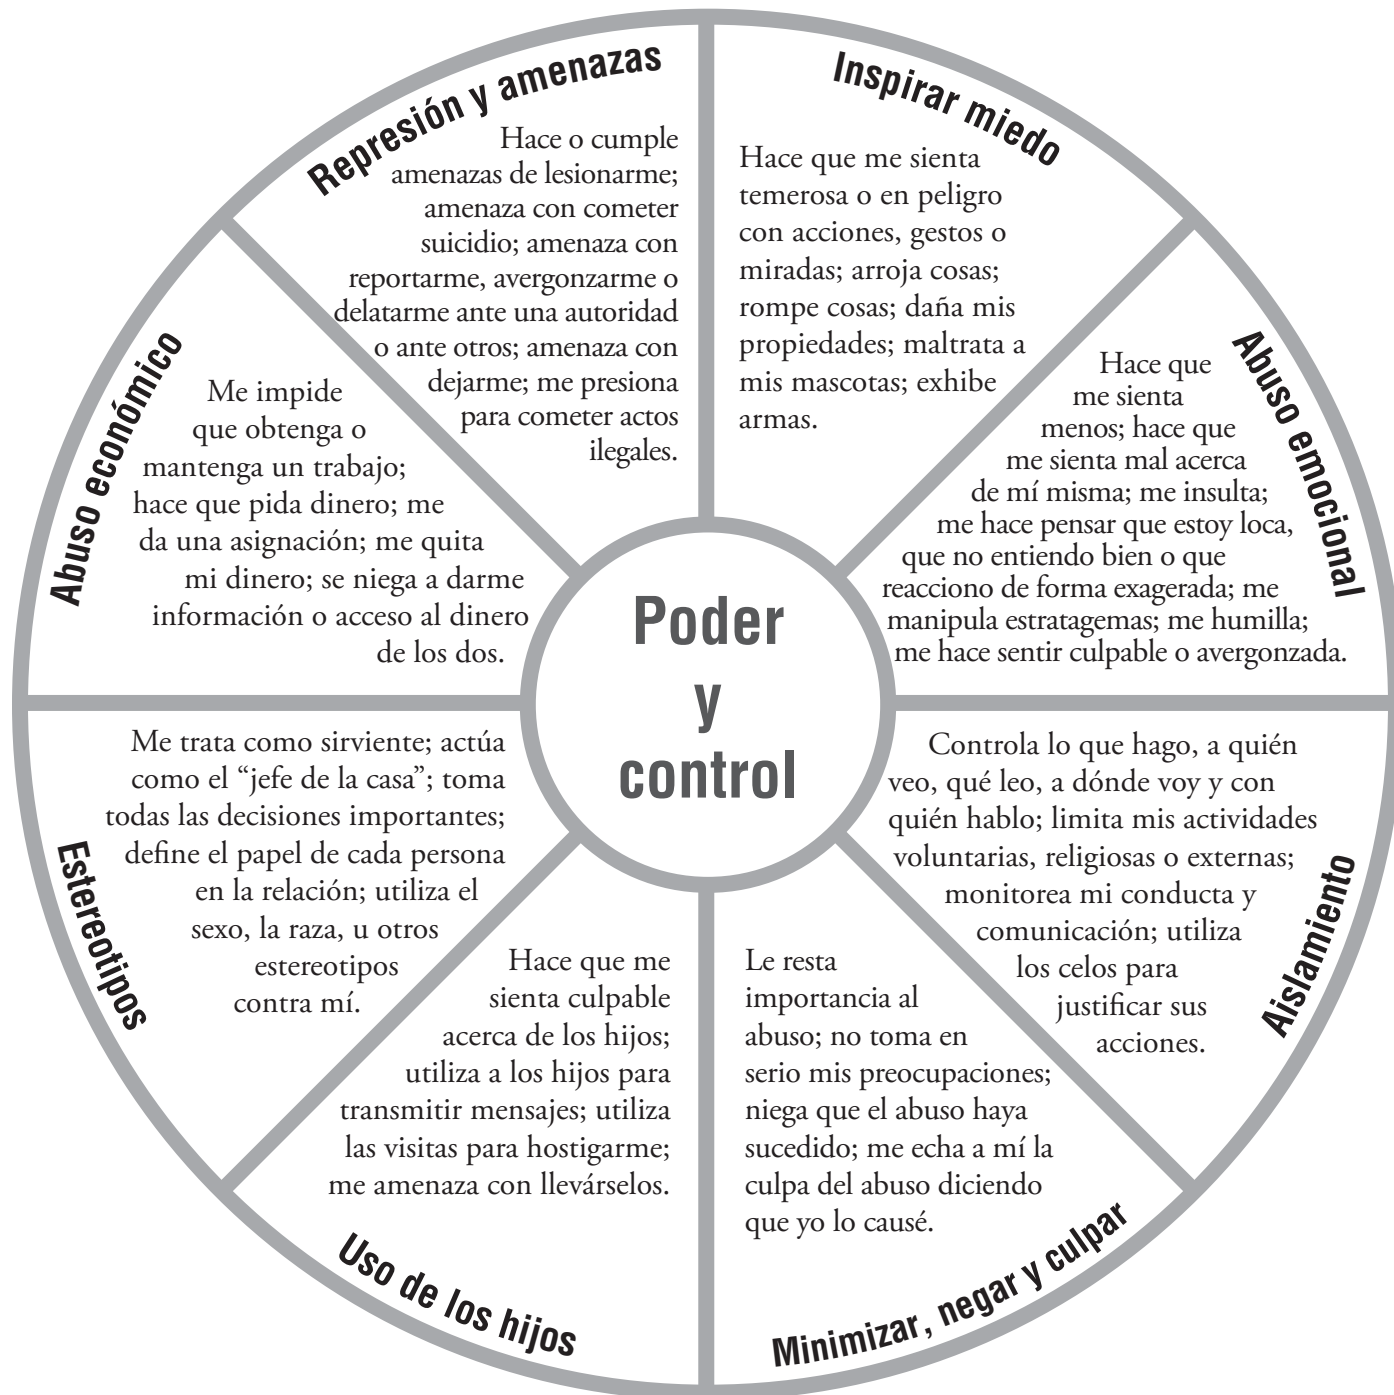 Represión y amenazas
Hace o cumple
amenazas de lesionarme;
amenaza con cometer
suicidio; amenaza con
reportarme, avergonzarme o
delatarme ante una autoridad
o ante otros; amenaza con
dejarme; me presiona
para cometer actos
ilegales.
Inspirar miedo
Hace que me sienta
temerosa o en peligro
con acciones, gestos o
miradas; arroja cosas;
rompe cosas; daña mis
propiedades; maltrata a
mis mascotas; exhibe
armas.
Abuso emocional
Hace que
me sienta
menos; hace que
me sienta mal acerca
de mí misma; me insulta;
me hace pensar que estoy loca,
que no entiendo bien o que
reacciono de forma exagerada; me
manipula estratagemas; me humilla;
me hace sentir culpable o avergonzada.
Aislamiento
Controla lo que hago, a quién
veo, qué leo, a dónde voy y con
quién hablo; limita mis actividades
voluntarias, religiosas o externas;
monitorea mi conducta y
comunicación; utiliza
los celos para
justificar sus
acciones.
Minimizar, negar y culpar
Le resta
importancia al
abuso; no toma en
serio mis preocupaciones;
niega que el abuso haya
sucedido; me echa a mí la
culpa del abuso diciendo
que yo lo causé.
Uso de los hijos
Hace que me
sienta culpable
acerca de los hijos;
utiliza a los hijos para
transmitir mensajes; utiliza
las visitas para hostigarme;
me amenaza con llevárselos.
Estereotipos
Me trata como sirviente; actúa
como el “jefe de la casa”; toma
todas las decisiones importantes;
define el papel de cada persona
en la relación; utiliza el
sexo, la raza, u otros
estereotipos
contra mí.
Abuso económico
Me impide
que obtenga o
mantenga un trabajo;
hace que pida dinero; me
da una asignación; me quita
mi dinero; se niega a darme
información o acceso al dinero
de los dos.
Poder
y
control